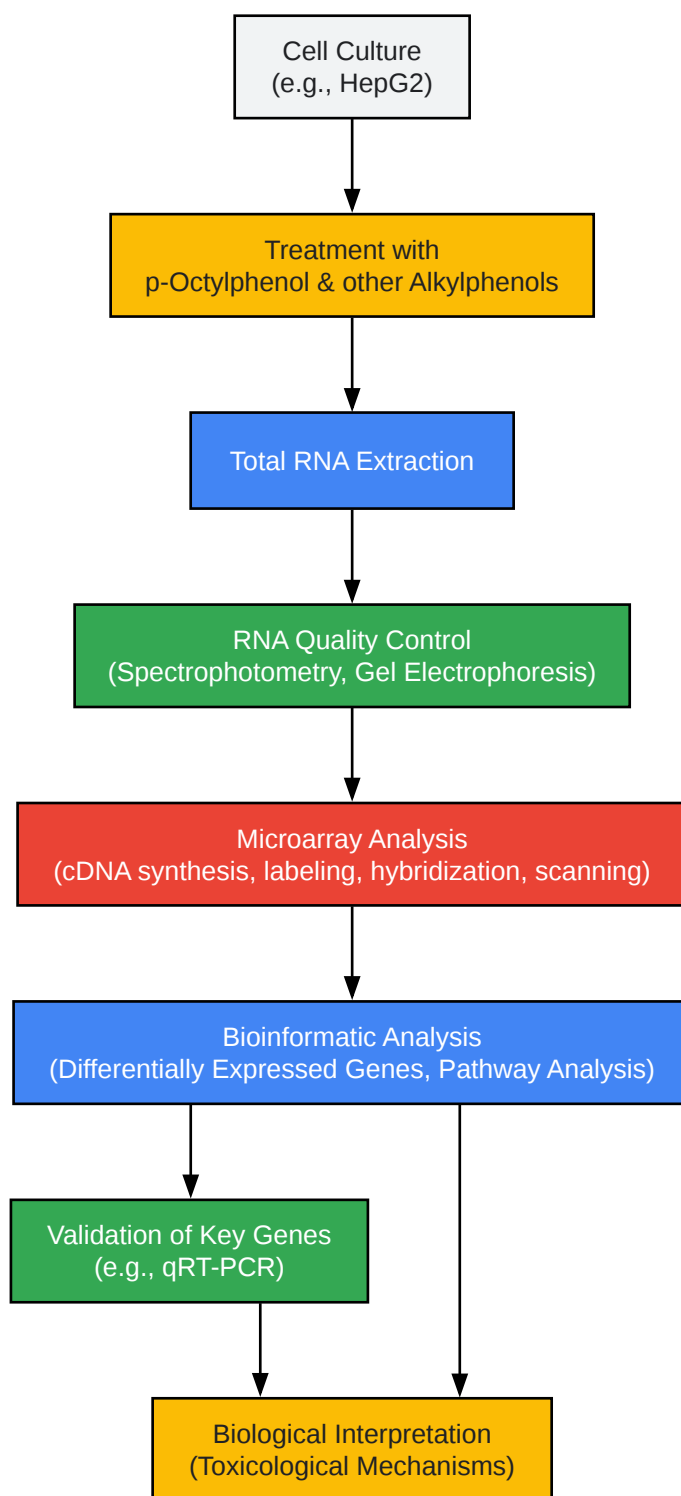 Cell Culture
(e.g., HepG2)
Treatment with
p-Octylphenol & other Alkylphenols
Total RNA Extraction
RNA Quality Control
(Spectrophotometry, Gel Electrophoresis)
Microarray Analysis
(cDNA synthesis, labeling, hybridization, scanning)
Bioinformatic Analysis
(Differentially Expressed Genes, Pathway Analysis)
Validation of Key Genes
(e.g., qRT-PCR)
Biological Interpretation
(Toxicological Mechanisms)